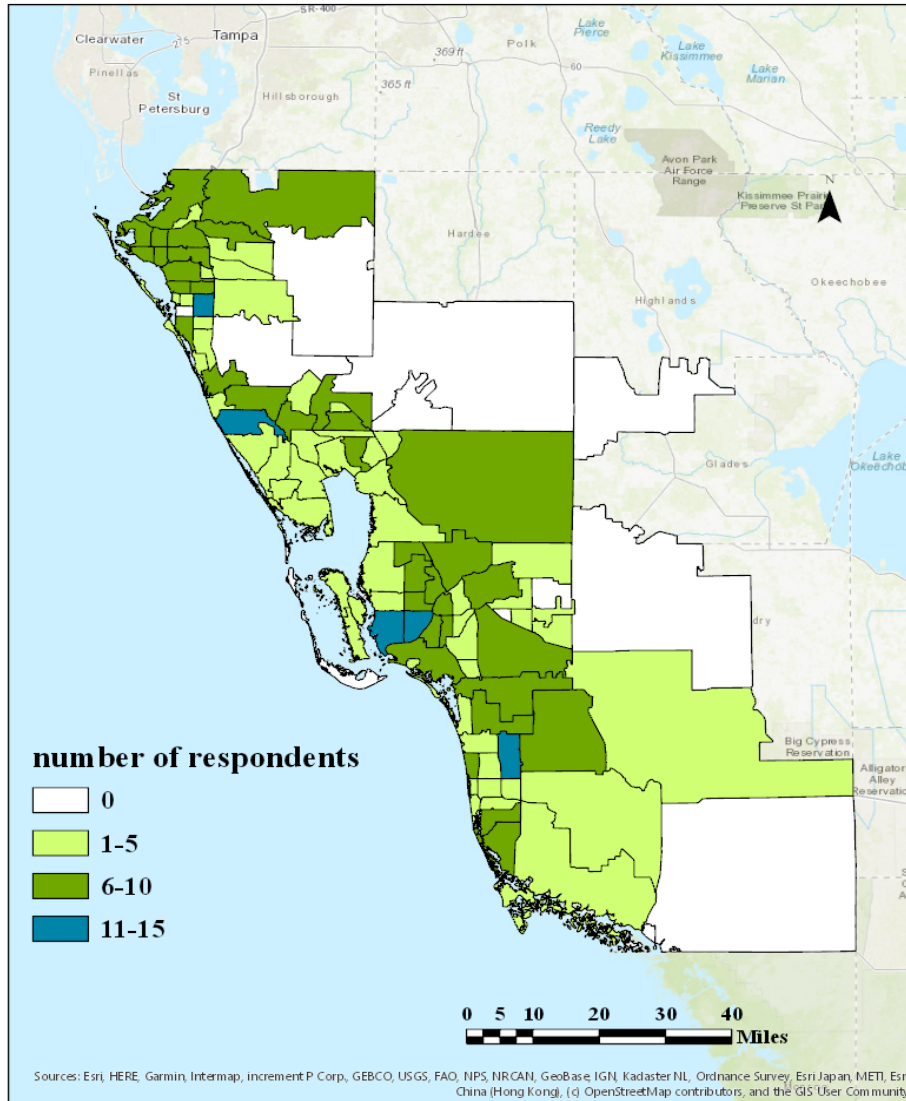 SR-400
Clearwater
275
Tampa
Pinellas
St
Petersburg
Hillsborough
Polk
369 ft
365 ft
60
Lake
Pierce
Lake
Kissimmee
Lake
Marian
Reedy
Lake
Avon Park
Air Force
Range
N
Kissimmee Prairie
Preserve St Park
Hardee
Highlands
Okeechobee
Glades
Lake
Okeechob
dry
Big Cypress
Reservation
Alligator
Alley
Reservation
number of respondents
0
1-5
6-10
11-15
0 5 10 20 30 40
Miles
Sources: Esri, HERE, Garmin, Intermap, increment P Corp., GEBCO, USGS, FAO, NPS, NRCAN, GeoBase, IGN, Kadaster NL, Ordnance Survey, Esri Japan, METI, Esri
China (Hong Kong), (c) OpenStreetMap contributors, and the GIS User Community